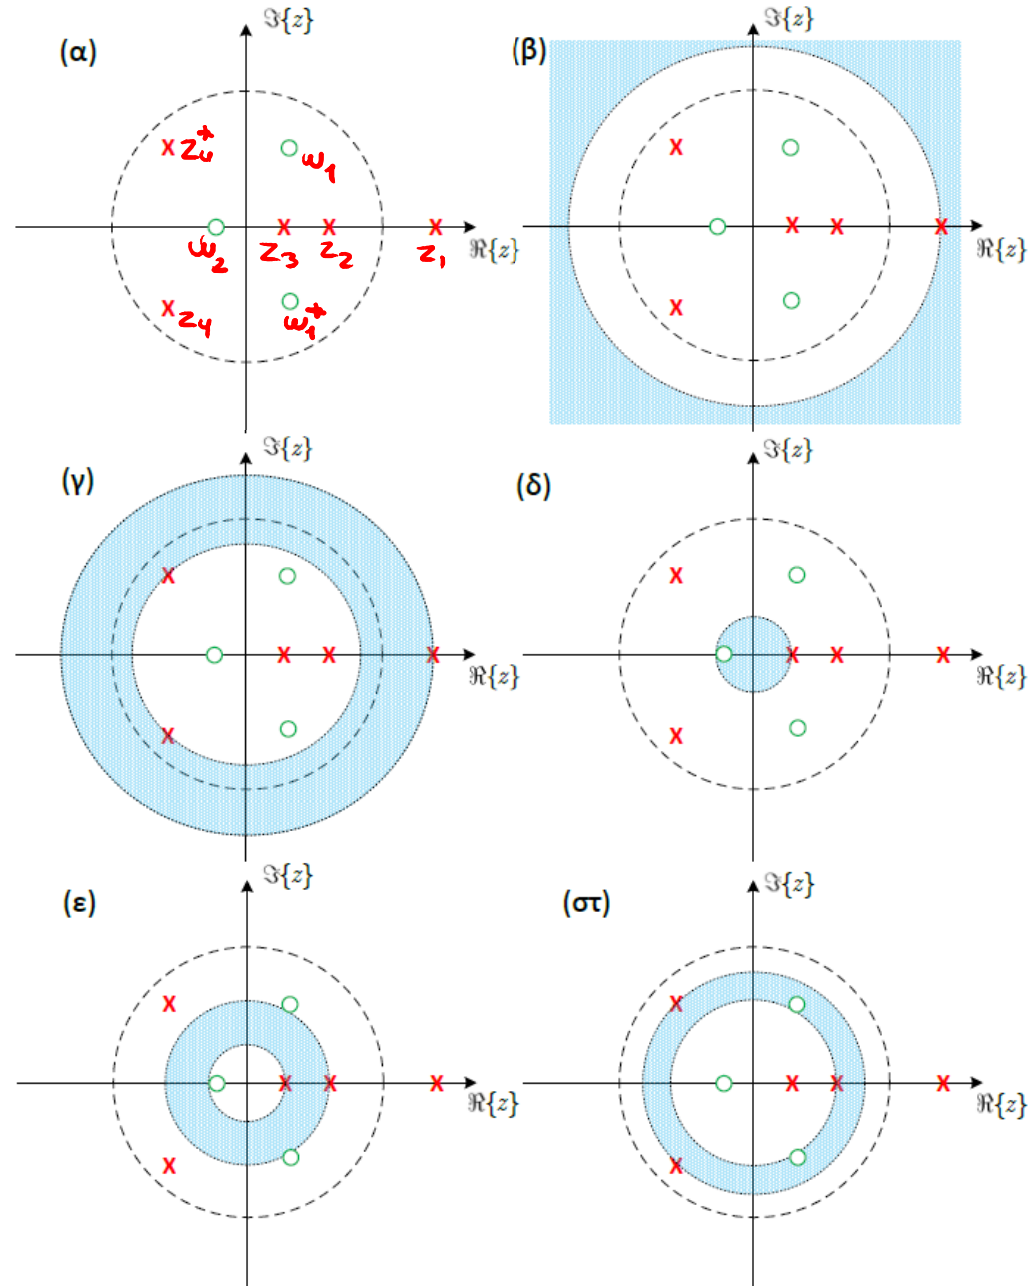 (α)
ℑ{z}
z₄*
ω₁
ω₂
z₃
z₂
z₁
ℜ{z}
z₄
ω₁*
(β)
ℑ{z}
ℜ{z}
(γ)
ℑ{z}
ℜ{z}
(δ)
ℑ{z}
ℜ{z}
(ε)
ℑ{z}
ℜ{z}
(στ)
ℑ{z}
ℜ{z}